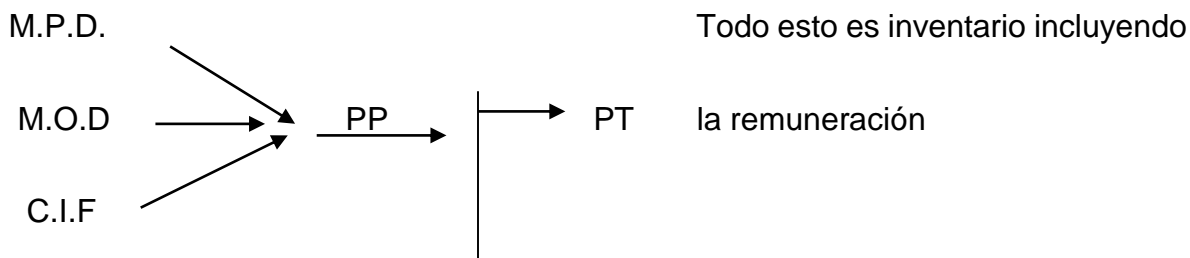 M.P.D. Todo esto es inventario incluyendo
M.O.D PP PT la remuneración
C.I.F